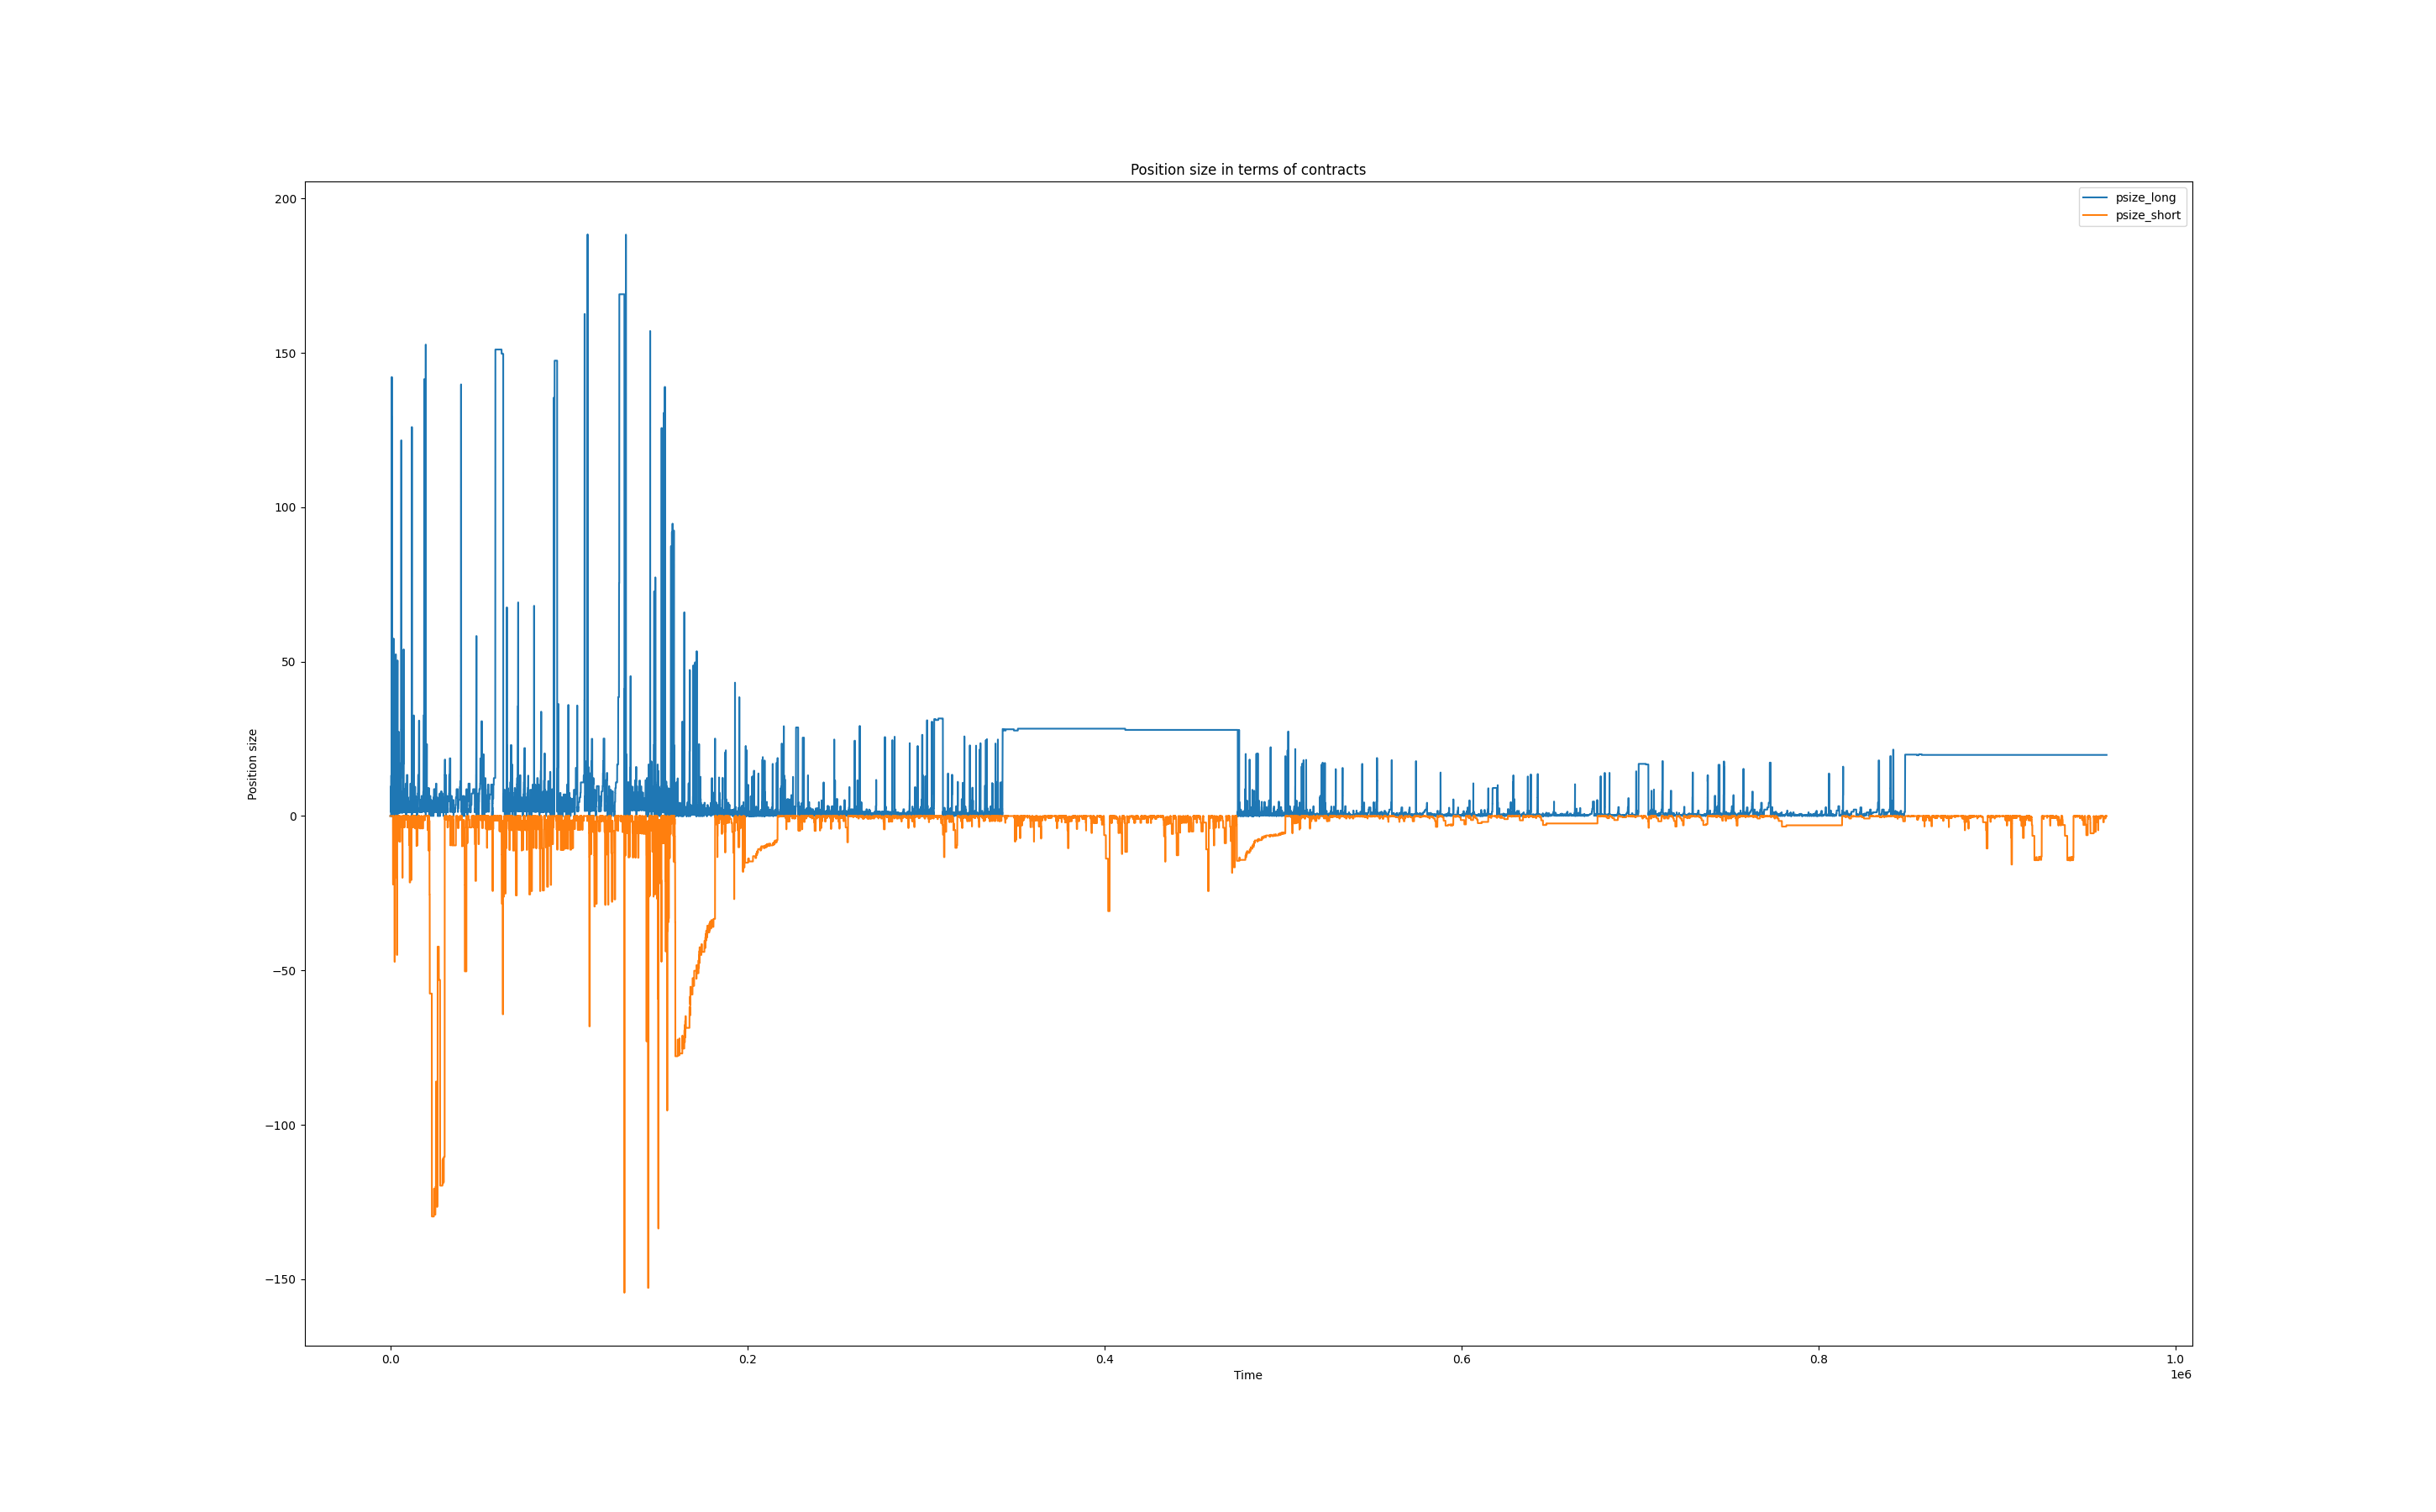 Position size in terms of contracts
psize_long
psize_short
200
150
100
50
0
−50
−100
−150
Position size
0.0
0.2
0.4
0.6
0.8
1.0
1e6
Time